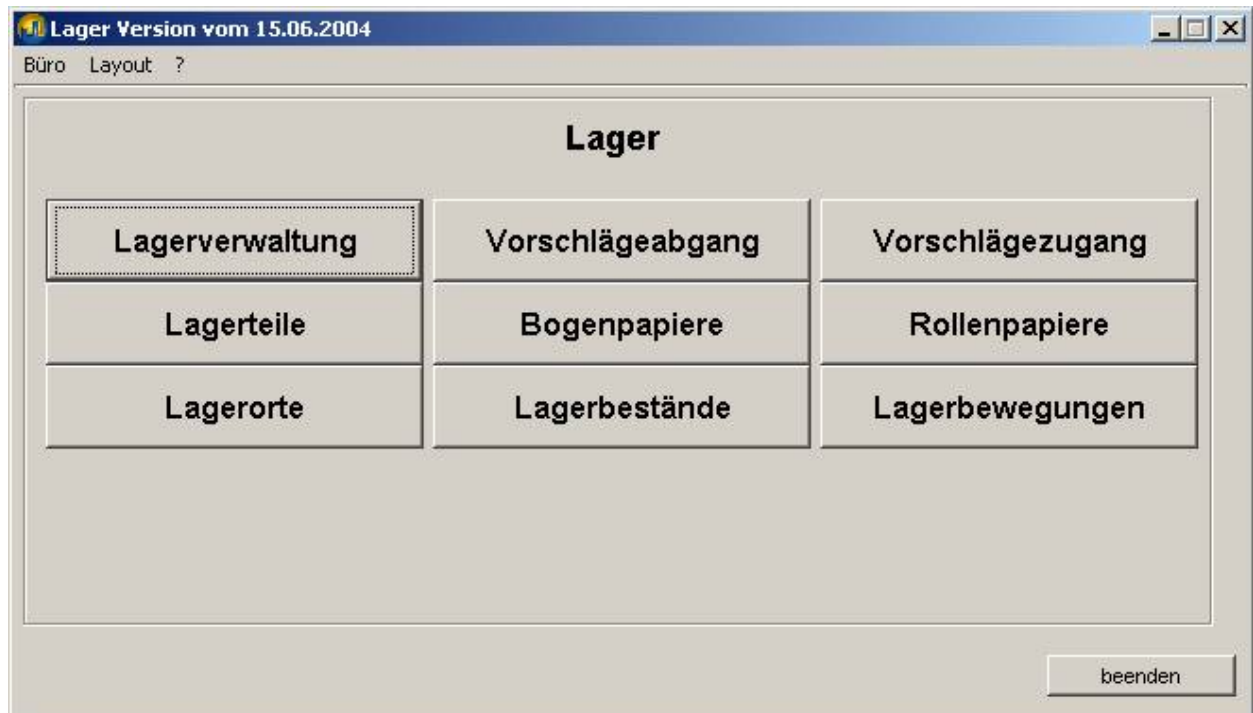 Lager Version vom 15.06.2004
Büro Layout ?
Lager
Lagerverwaltung Vorschlägeabgang Vorschlägezugang
Lagerteile Bogenpapiere Rollenpapiere
Lagerorte Lagerbestände Lagerbewegungen
beenden